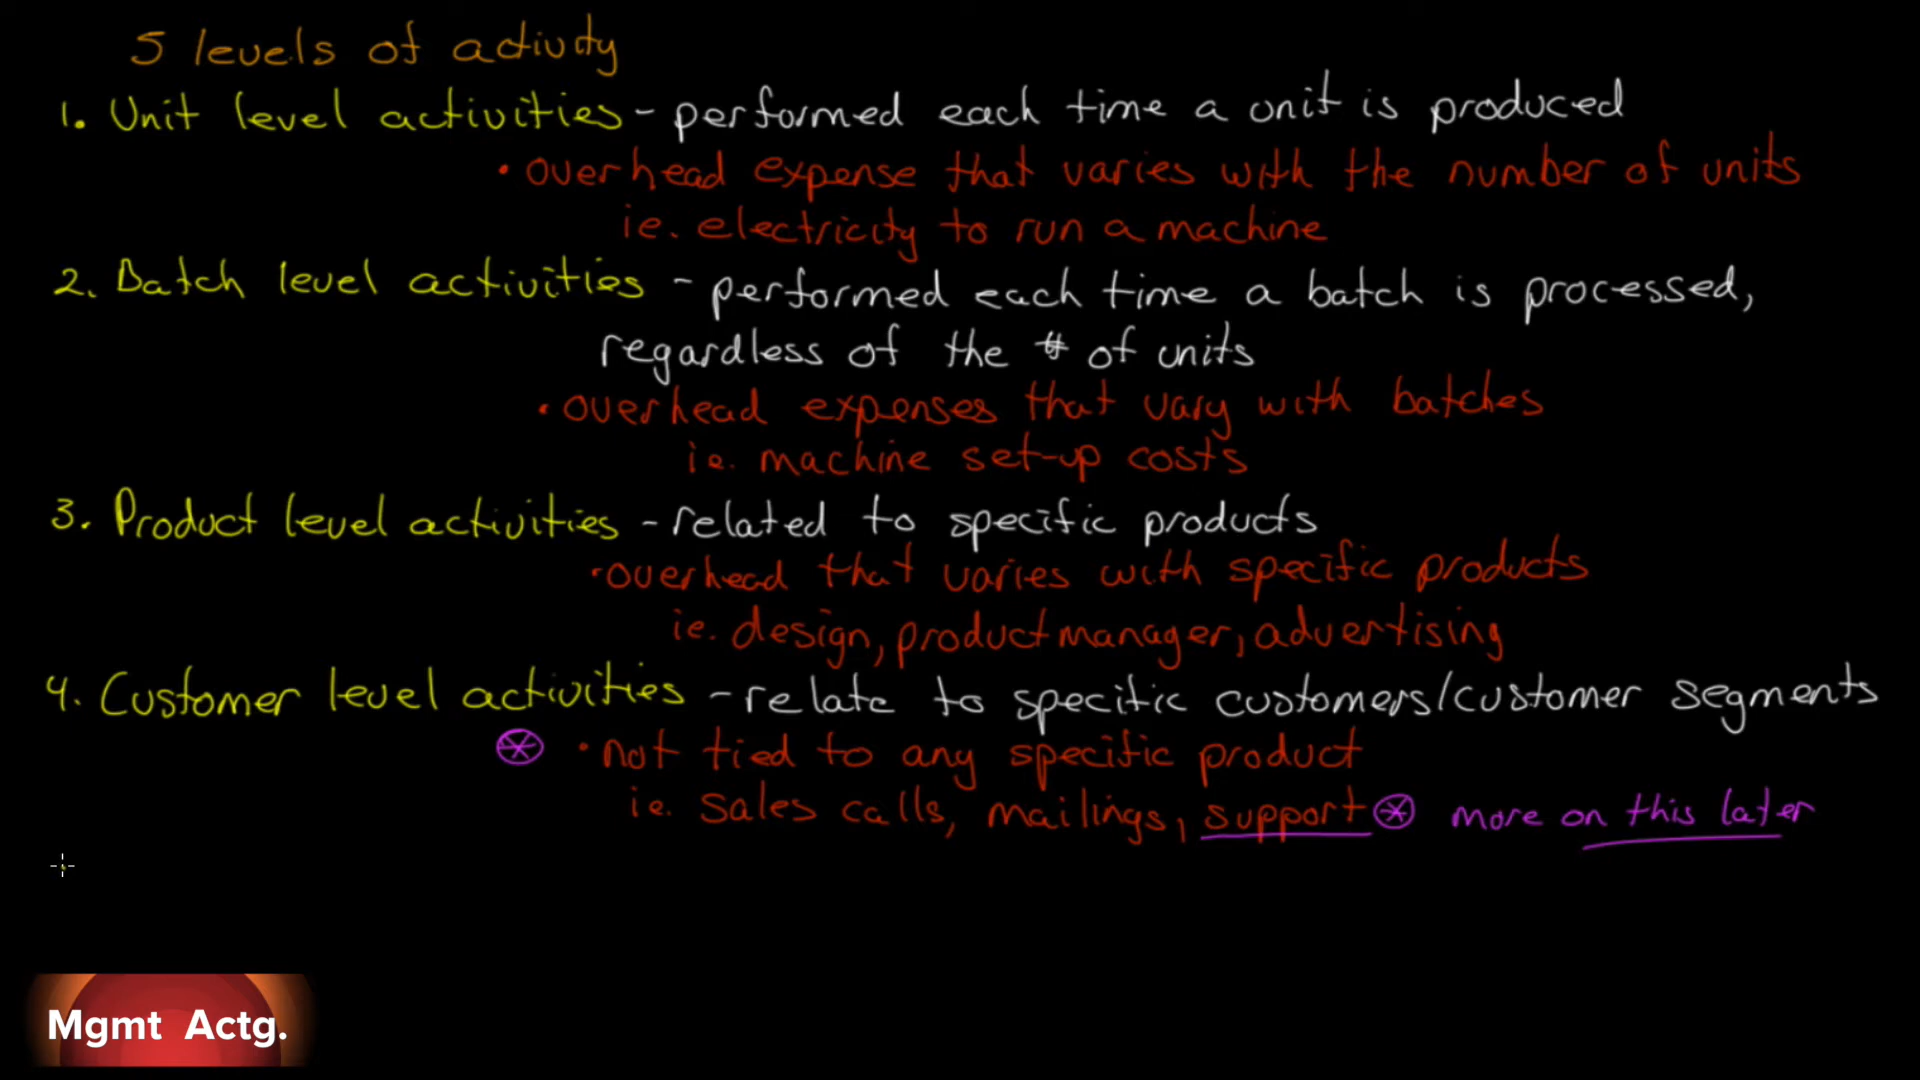 5 levels of activity
1. Unit level activities - performed each time a unit is produced
• overhead expense that varies with the number of units
ie. electricity to run a machine
2. Batch level activities - performed each time a batch is processed,
regardless of the # of units
• overhead expenses that vary with batches
ie. machine set-up costs
3. Product level activities - related to specific products
• overhead that varies with specific products
ie. design, product manager, advertising
4. Customer level activities - relate to specific customers/customer segments
• not tied to any specific product
ie. sales calls, mailings, support * more on this later
Mgmt Actg.